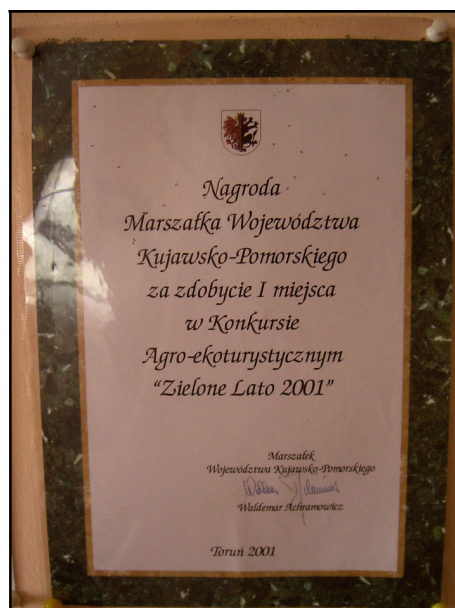 Nagroda
Marszałka Województwa
Kujawsko-Pomorskiego
za zdobycie I miejsca
w Konkursie
Agro-ekoturystycznym
"Zielone Lato 2001"
Marszałek
Województwa Kujawsko-Pomorskiego
Waldemar Achramowicz
Toruń 2001